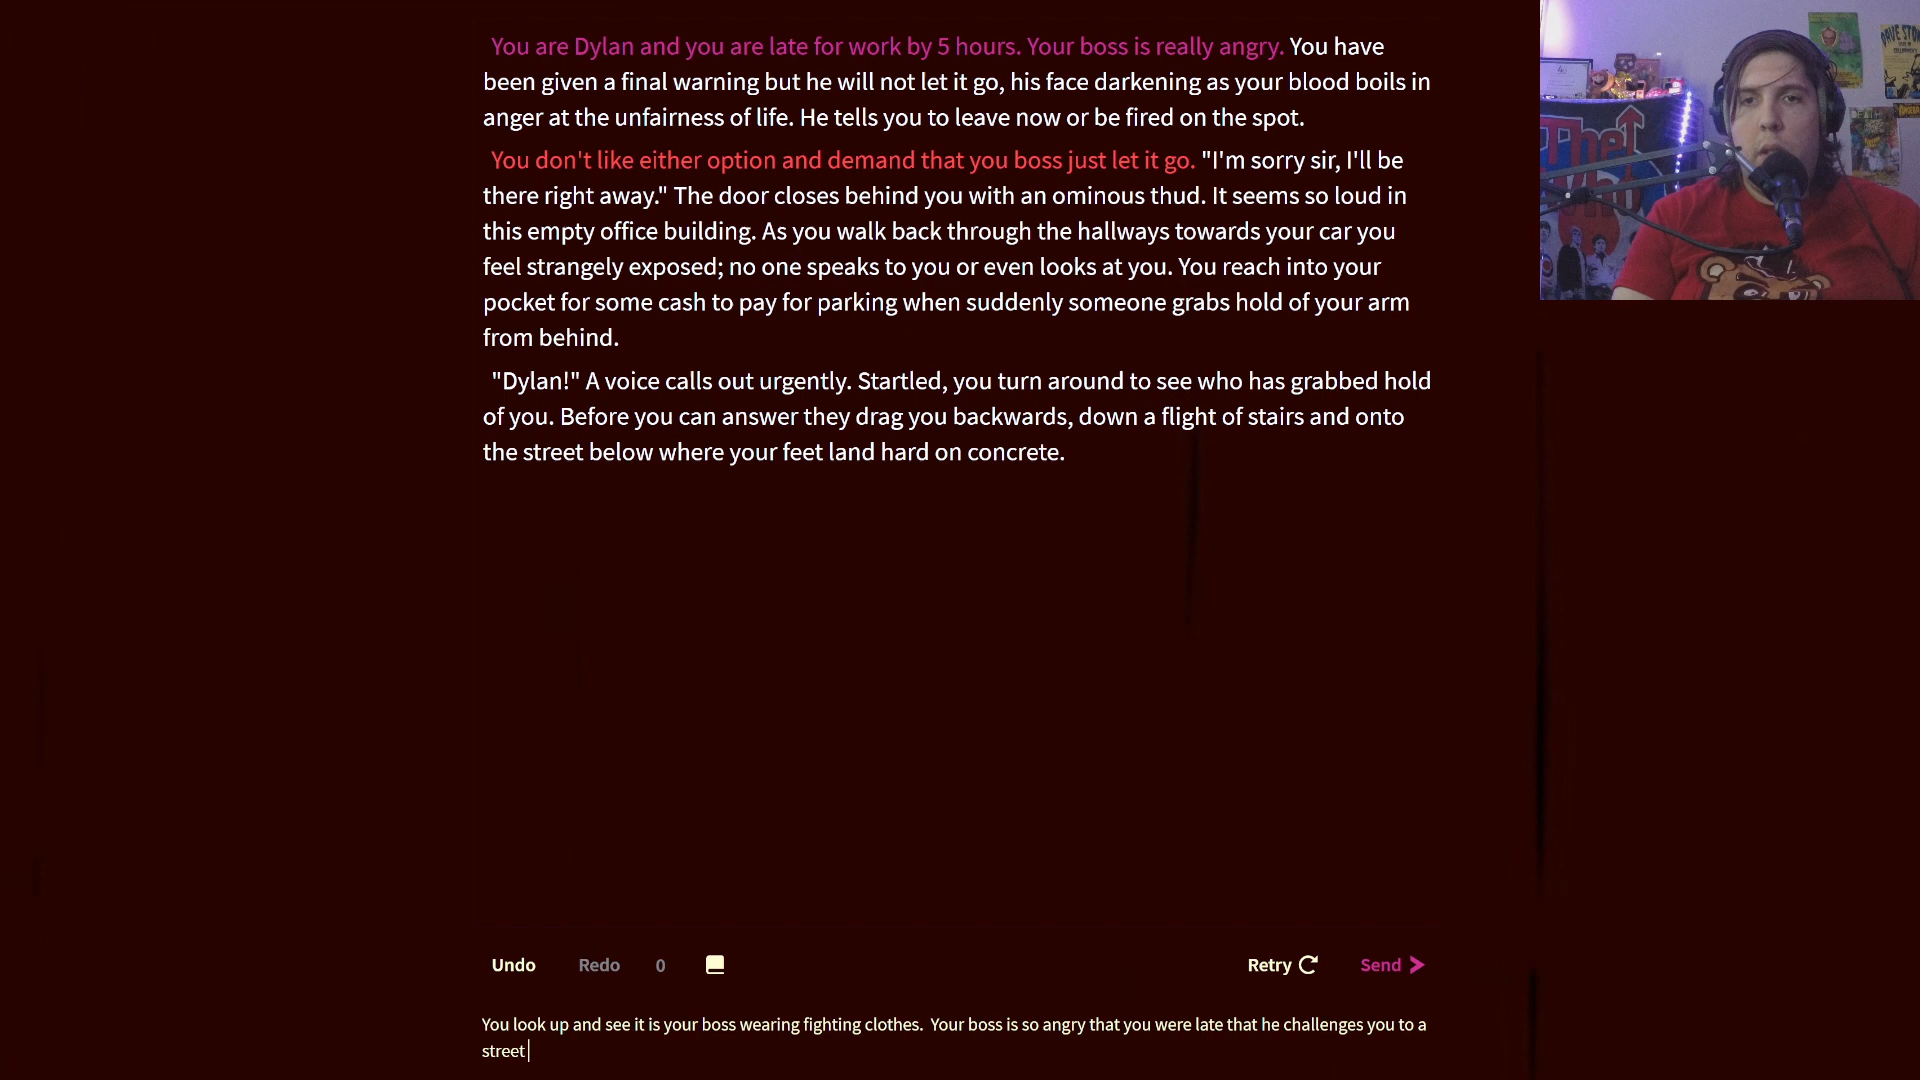 You are Dylan and you are late for work by 5 hours. Your boss is really angry. You have
been given a final warning but he will not let it go, his face darkening as your blood boils in
anger at the unfairness of life. He tells you to leave now or be fired on the spot.
You don't like either option and demand that you boss just let it go. "I'm sorry sir, I'll be
there right away." The door closes behind you with an ominous thud. It seems so loud in
this empty office building. As you walk back through the hallways towards your car you
feel strangely exposed; no one speaks to you or even looks at you. You reach into your
pocket for some cash to pay for parking when suddenly someone grabs hold of your arm
from behind.
"Dylan!" A voice calls out urgently. Startled, you turn around to see who has grabbed hold
of you. Before you can answer they drag you backwards, down a flight of stairs and onto
the street below where your feet land hard on concrete.
Undo Redo 0 Retry Send
You look up and see it is your boss wearing fighting clothes.  Your boss is so angry that you were late that he challenges you to a
street
The